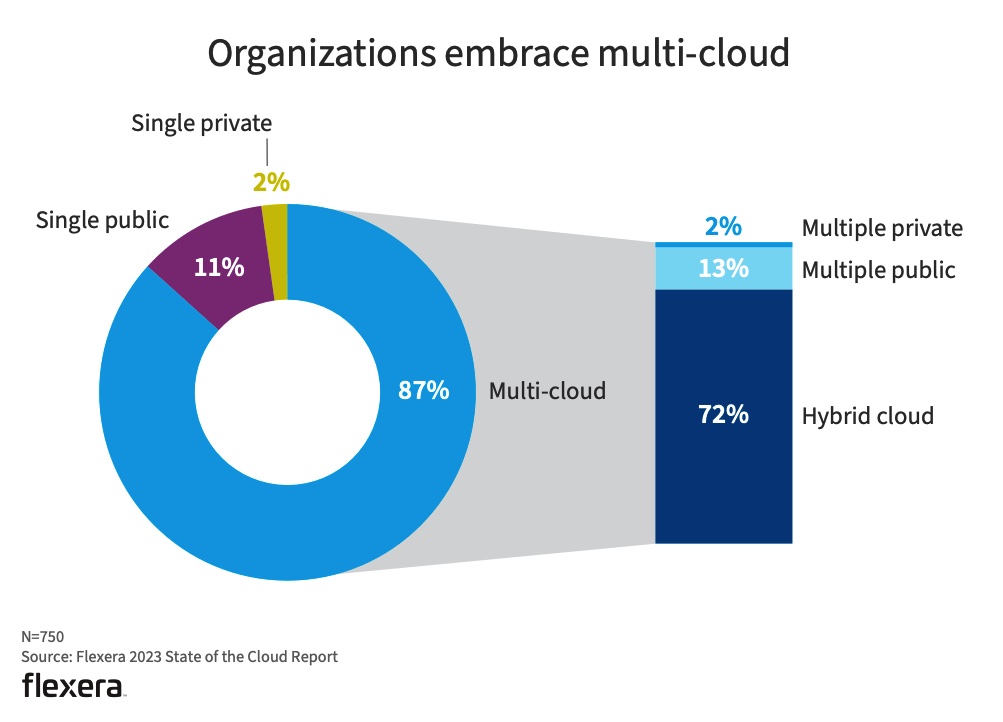 Organizations embrace multi-cloud
Single private
2%
Single public
11%
87%
Multi-cloud
2%
Multiple private
13%
Multiple public
72%
Hybrid cloud
N=750
Source: Flexera 2023 State of the Cloud Report
flexera